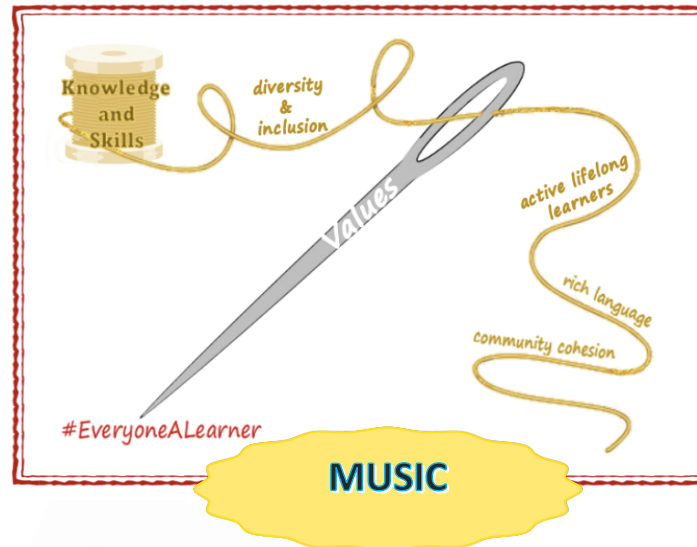 Knowledge
and
Skills
diversity
&
inclusion
Values
active lifelong
learners
rich language
community cohesion
#EveryoneALearner
MUSIC